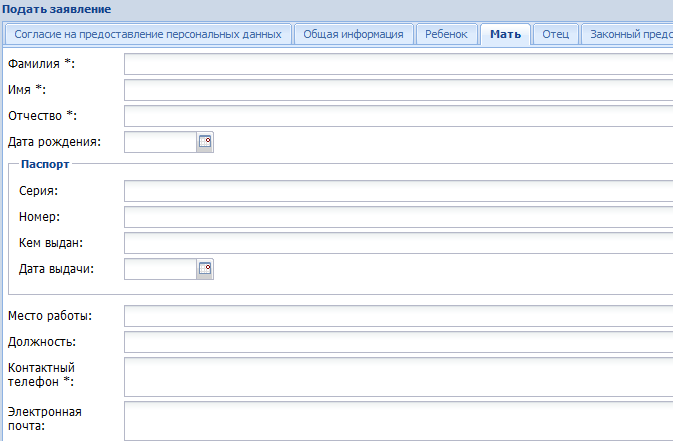 Подать заявление
Согласие на предоставление персональных данных Общая информация Ребенок Мать Отец Законный предс
Фамилия *:
Имя *:
Отчество *:
Дата рождения:
Паспорт
Серия:
Номер:
Кем выдан:
Дата выдачи:
Место работы:
Должность:
Контактный
телефон *:
Электронная
почта: